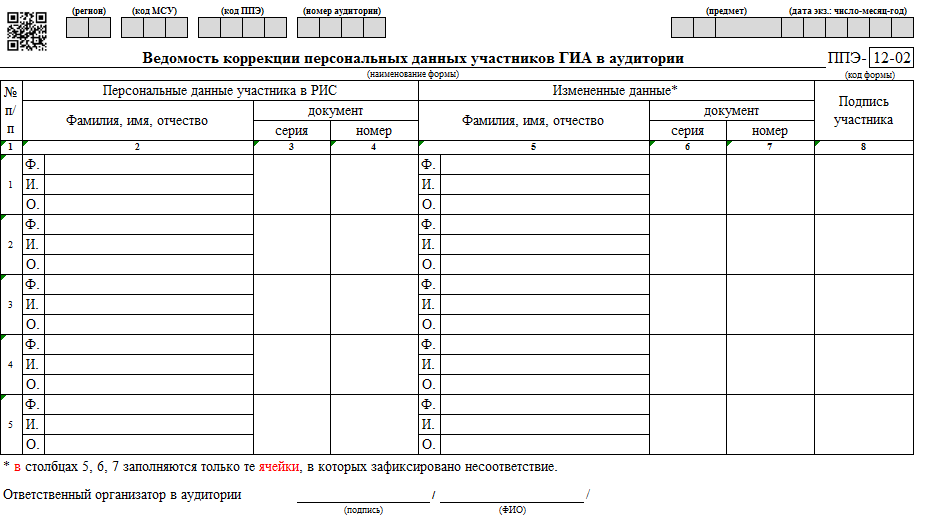 (регион) (код МСУ) (код ППЭ) (номер аудитории) (предмет) (дата экз.: число-месяц-год)
Ведомость коррекции персональных данных участников ГИА в аудитории ППЭ- 12-02
(наименование формы) (код формы)
№ п/п Персональные данные участника в РИС Измененные данные* Подпись участника
Фамилия, имя, отчество документ Фамилия, имя, отчество документ
серия номер серия номер
1 2 3 4 5 6 7 8
Ф. Ф.
1 И. И.
О. О.
Ф. Ф.
2 И. И.
О. О.
Ф. Ф.
3 И. И.
О. О.
Ф. Ф.
4 И. И.
О. О.
Ф. Ф.
5 И. И.
О. О.
* в столбцах 5, 6, 7 заполняются только те ячейки, в которых зафиксировано несоответствие.
Ответственный организатор в аудитории / /
(подпись) (ФИО)